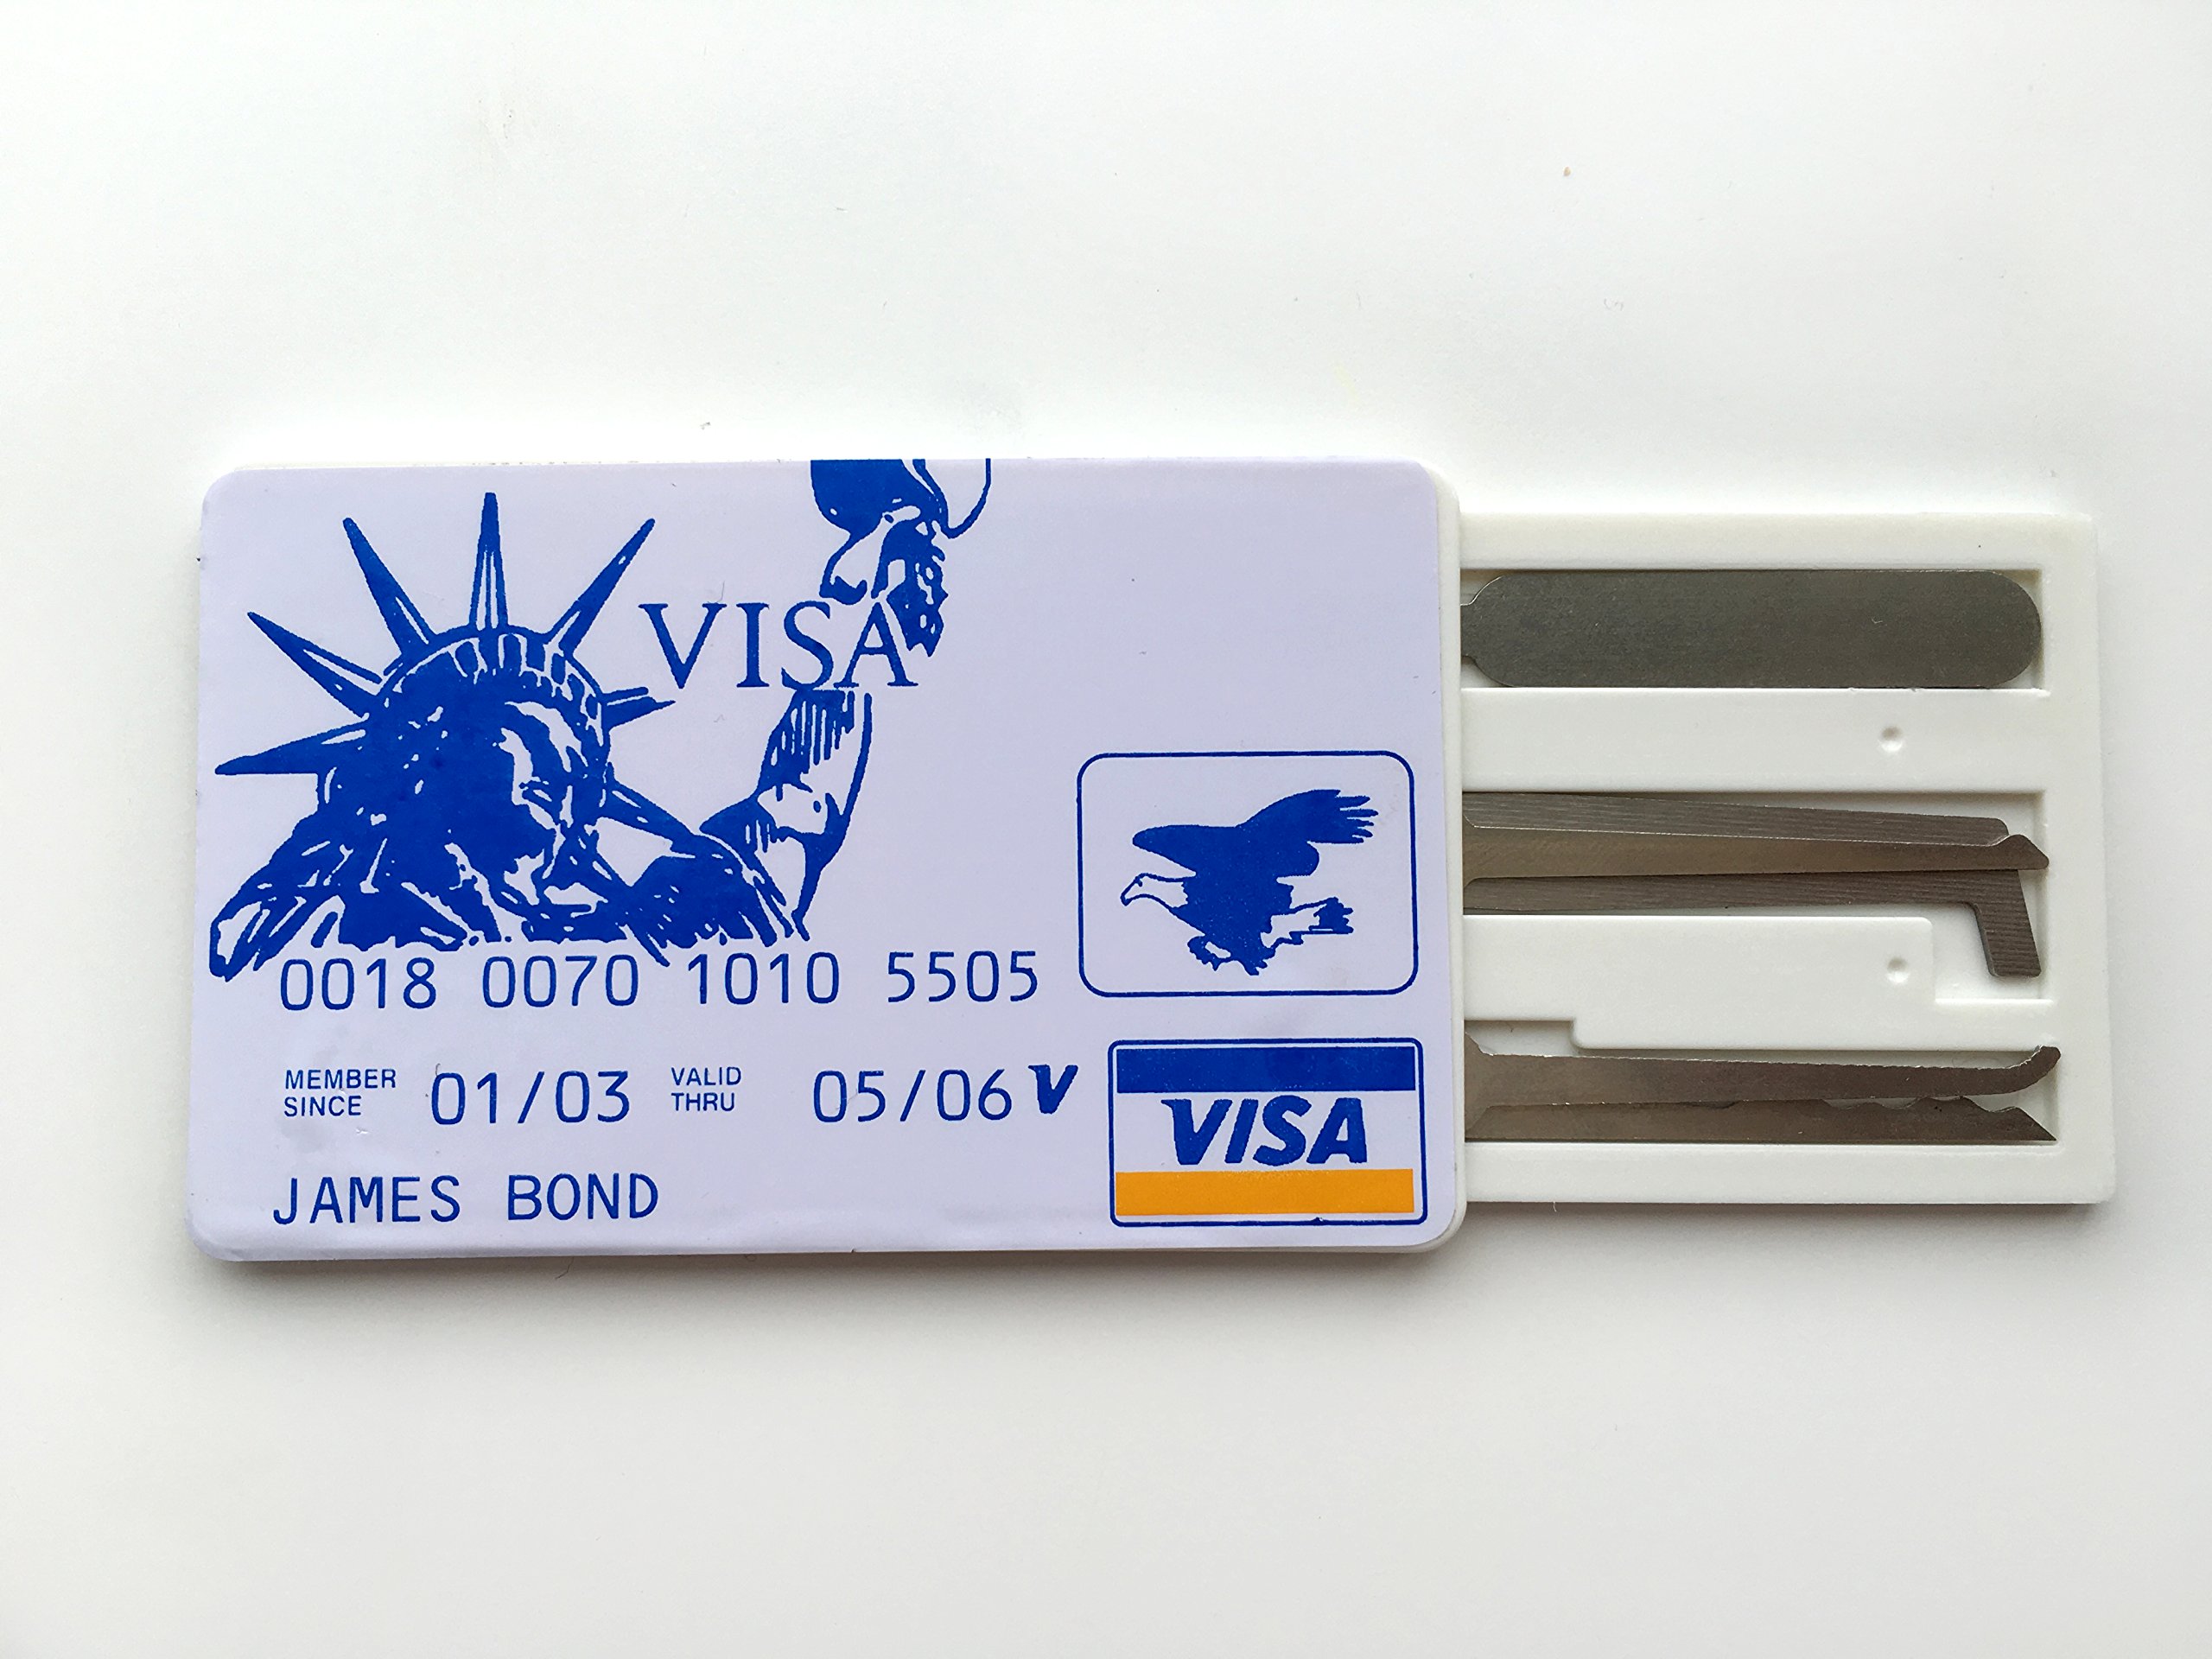 VISA
0018 0070 1010 5505
MEMBER SINCE 01/03 VALID THRU 05/06 V
VISA
JAMES BOND